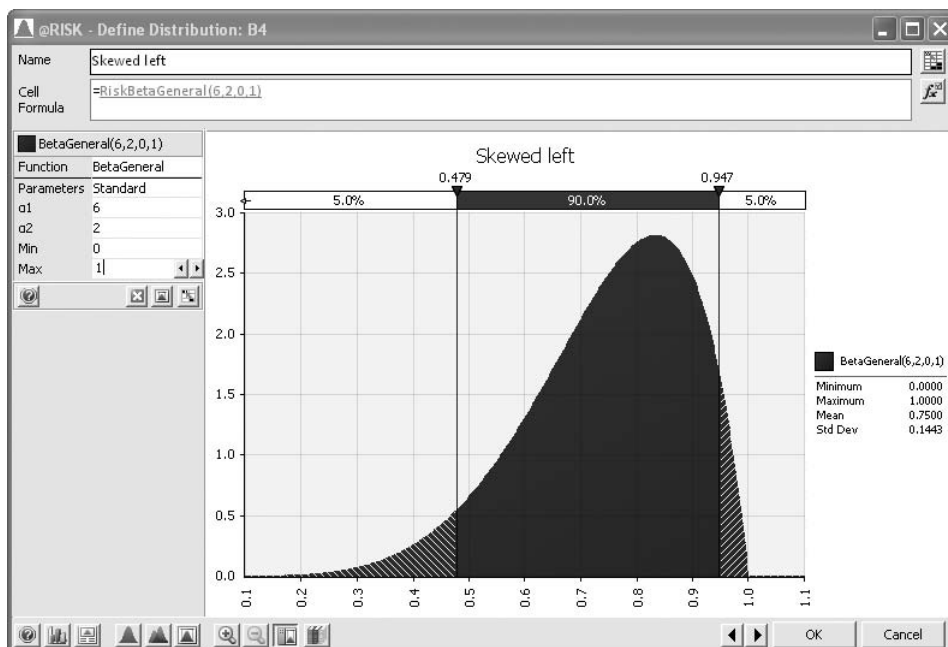 @RISK - Define Distribution: B4
Name
Skewed left
Cell
Formula
=RiskBetaGeneral(6,2,0,1)
BetaGeneral(6,2,0,1)
Function BetaGeneral
Parameters Standard
α1 6
α2 2
Min 0
Max 1
Skewed left
0.479 0.947
5.0% 90.0% 5.0%
3.0
2.5
2.0
1.5
1.0
0.5
0.0
0.1 0.2 0.3 0.4 0.5 0.6 0.7 0.8 0.9 1.0 1.1
BetaGeneral(6,2,0,1)
Minimum 0.0000
Maximum 1.0000
Mean 0.7500
Std Dev 0.1443
OK Cancel